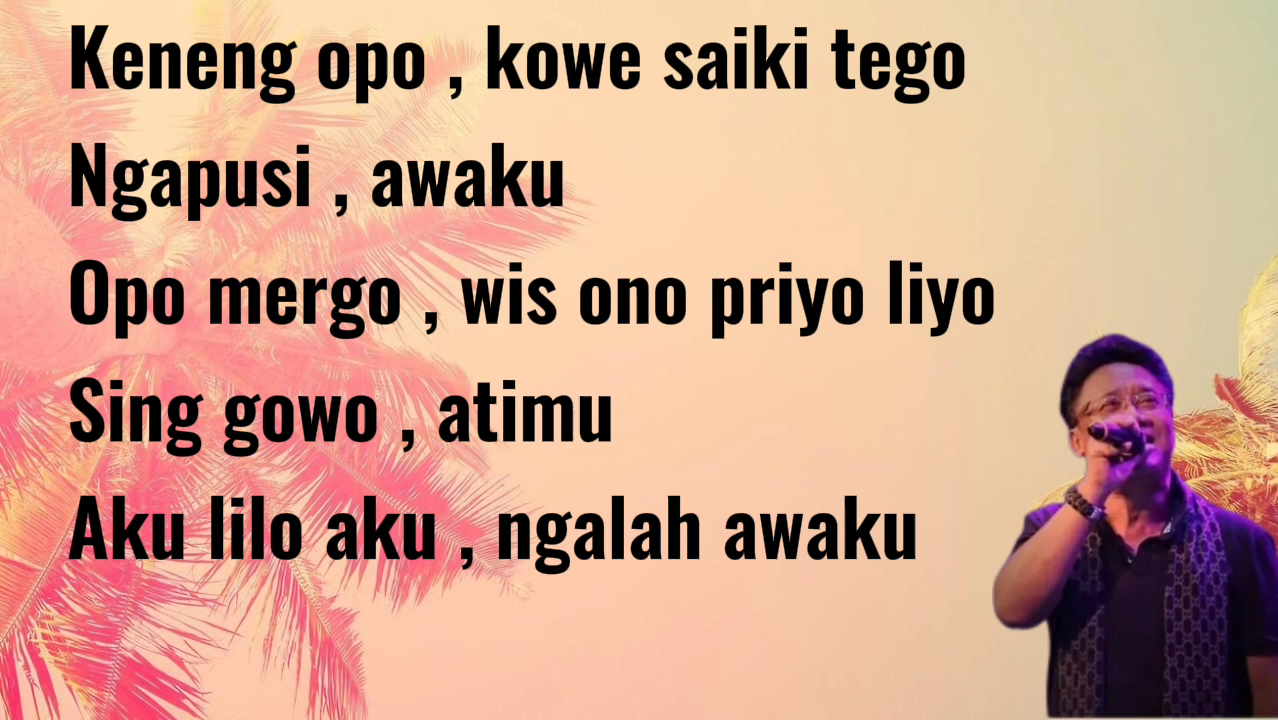 Keneng opo , kowe saiki tego
Ngapusi , awaku
Opo mergo , wis ono priyo liyo
Sing gowo , atimu
Aku lilo aku , ngalah awaku